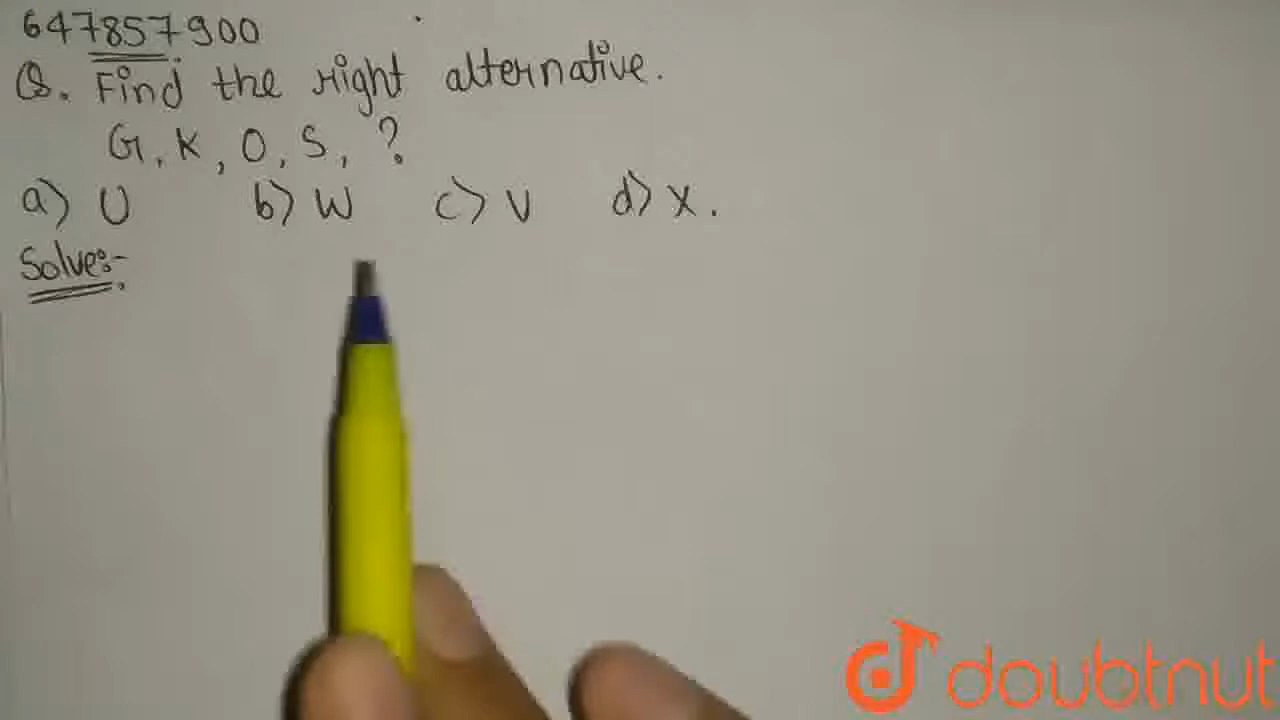 647857900
Q. Find the right alternative.
G, K, O, S, ?
a) U b) W c) V d) X.
Solve:-
doubtnut